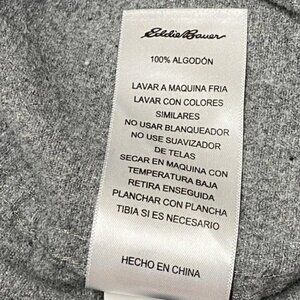 Eddie Bauer
100% ALGODÓN
LAVAR A MAQUINA FRIA
LAVAR CON COLORES
SIMILARES
NO USAR BLANQUEADOR
NO USE SUAVIZADOR
DE TELAS
SECAR EN MAQUINA CON
TEMPERATURA BAJA
RETIRA ENSEGUIDA
PLANCHAR CON PLANCHA
TIBIA SI ES NECESARIO
HECHO EN CHINA